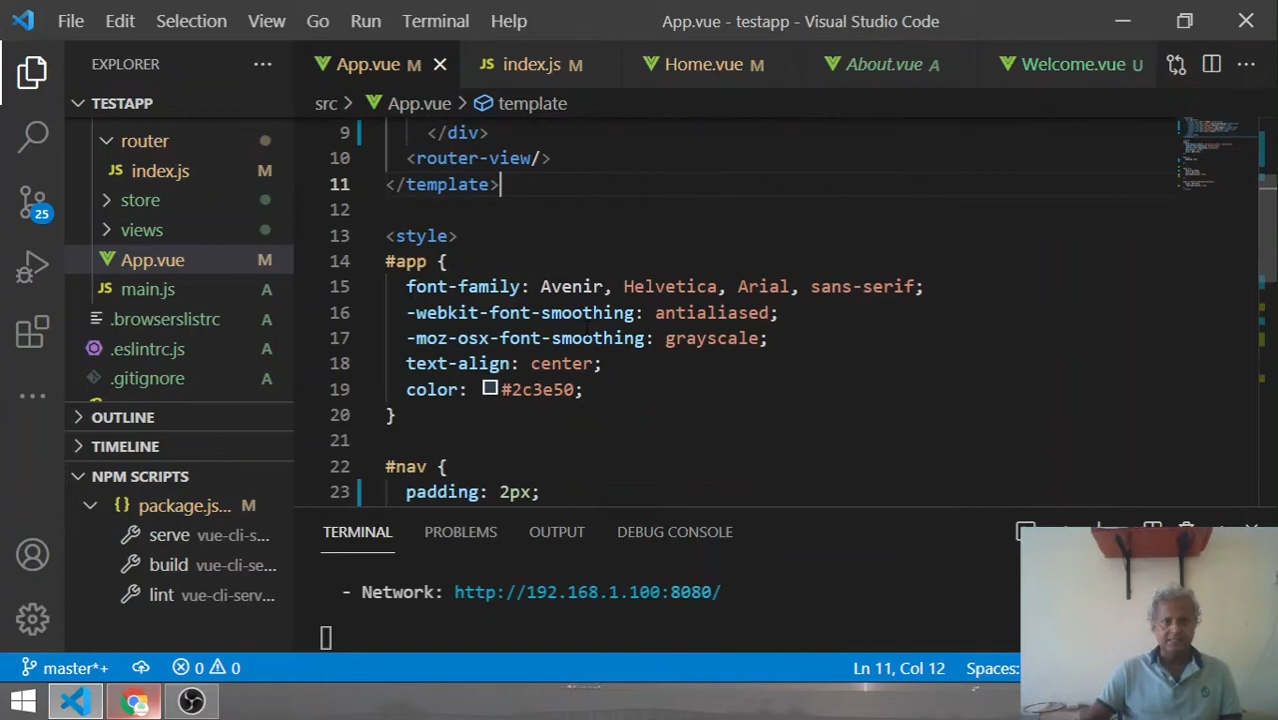 File Edit Selection View Go Run Terminal Help App.vue - testapp - Visual Studio Code
EXPLORER
App.vue M index.js M Home.vue M About.vue A Welcome.vue U
TESTAPP
src > App.vue > template
router
JS index.js
store
views
App.vue M
JS main.js A
.browserslistrc A
.eslintrc.js A
.gitignore A
OUTLINE
TIMELINE
NPM SCRIPTS
{} package.js... M
serve vue-cli-s...
build vue-cli-se...
lint vue-cli-serv...
25
9 </div>
10 <router-view/>
11 </template>
12
13 <style>
14 #app {
15 font-family: Avenir, Helvetica, Arial, sans-serif;
16 -webkit-font-smoothing: antialiased;
17 -moz-osx-font-smoothing: grayscale;
18 text-align: center;
19 color: #2c3e50;
20 }
21
22 #nav {
23 padding: 2px;
TERMINAL PROBLEMS OUTPUT DEBUG CONSOLE
- Network: http://192.168.1.100:8080/
master*+ 0 0 Ln 11, Col 12 Spaces: